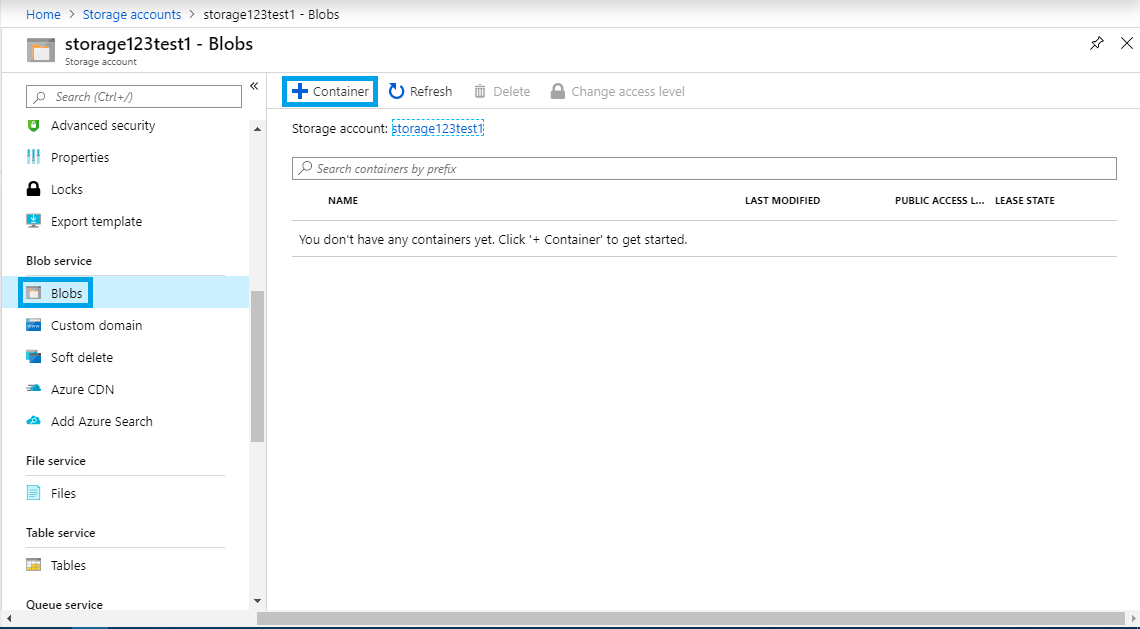 Home > Storage accounts > storage123test1 - Blobs
storage123test1 - Blobs
Storage account
Search (Ctrl+/)
«
Advanced security
Properties
Locks
Export template
Blob service
Blobs
Custom domain
Soft delete
Azure CDN
Add Azure Search
File service
Files
Table service
Tables
Queue service
Container Refresh Delete Change access level
Storage account: storage123test1
Search containers by prefix
NAME LAST MODIFIED PUBLIC ACCESS L... LEASE STATE
You don't have any containers yet. Click '+ Container' to get started.